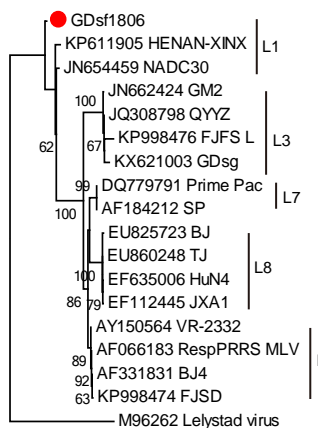 GDsf1806
KP611905 HENAN-XINX
L1
JN654459 NADC30
JN662424 GM2
100
JQ308798 QYYZ
L3
KP998476 FJFS L
62
67
KX621003 GDsg
99
DQ779791 Prime Pac
L7
AF184212 SP
100
EU825723 BJ
EU860248 TJ
L8
100
EF635006 HuN4
86
79
EF112445 JXA1
AY150564 VR-2332
AF066183 RespPRRS MLV
89
AF331831 BJ4
92
KP998474 FJSD
63
M96262 Lelystad virus